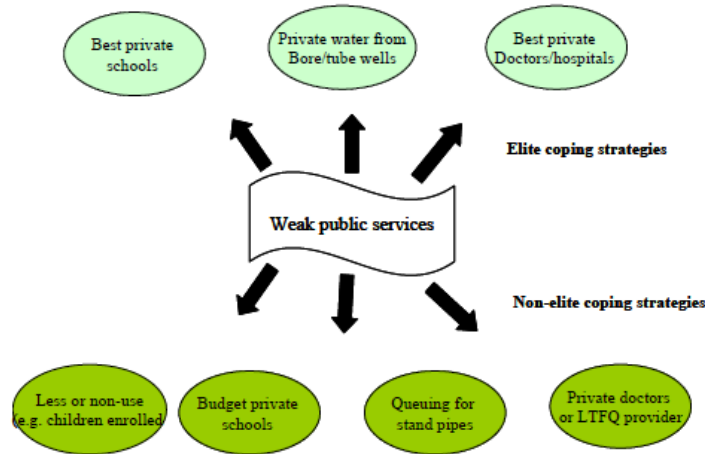 Best private
schools
Private water from
Bore/tube wells
Best private
Doctors/hospitals
Elite coping strategies
Weak public services
Non-elite coping strategies
Less or non-use
(e.g. children enrolled
Budget private
schools
Queuing for
stand pipes
Private doctors
or LTFQ provider